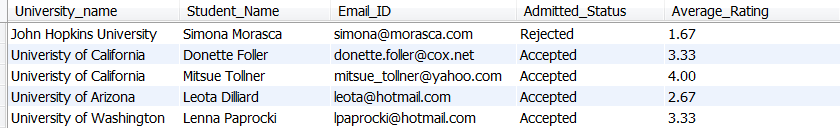 University_name Student_Name Email_ID Admitted_Status Average_Rating
John Hopkins University Simona Morasca simona@morasca.com Rejected 1.67
Univeristy of California Donette Foller donette.foller@cox.net Accepted 3.33
Univeristy of California Mitsue Tollner mitsue_tollner@yahoo.com Accepted 4.00
University of Arizona Leota Dilliard leota@hotmail.com Accepted 2.67
University of Washington Lenna Paprocki lpaprocki@hotmail.com Accepted 3.33